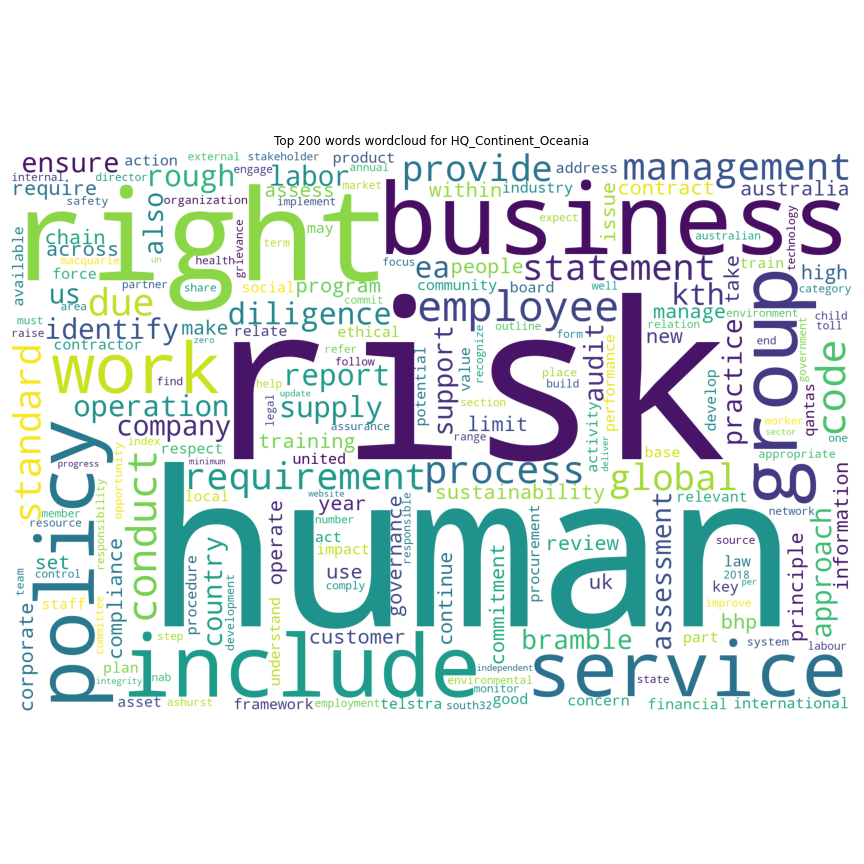 Top 200 words wordcloud for HQ_Continent_Oceania
ensure
action
external
stakeholder
product
provide
address
management
internal
director
engage
require
safety
rough
labor
annual
market
within
industry
contract
australia
organization
assess
implement
right
business
also
issue
chain
across
grievance
may
term
expect
australian
technology
available
macquarie
un
health
focus
ea
people
statement
train
high
force
partner
social
program
community
board
well
take
category
us
area
share
commit
kth
environment
must
due
diligence
employee
manage
child
raise
identify
make
relate
ethical
outline
form
relation
new
end
toll
contractor
zero
refer
follow
potential
support
value
recognize
place
build
audit
performance
develop
practice
group
qantas
government
code
work
risk
find
help
report
update
section
standard
operation
legal
supply
limit
activity
base
worker
sector
one
company
assurance
range
deliver
index
respect
training
opportunity
progress
minimum
united
requirement
process
global
appropriate
policy
member
resource
responsibility
conduct
local
website
year
number
sustainability
relevant
network
information
human
governance
responsible
act
procurement
review
source
approach
set
control
team
compliance
procedure
country
development
operate
impact
use
comply
continue
commitment
uk
assessment
law
key
2018
per
principle
staff
committee
step
understand
customer
bramble
part
improve
bhp
system
labour
corporate
plan
integrity
nab
include
independent
environmental
monitor
service
state
asset
ashurst
framework
employment
telstra
south32
good
concern
financial
international